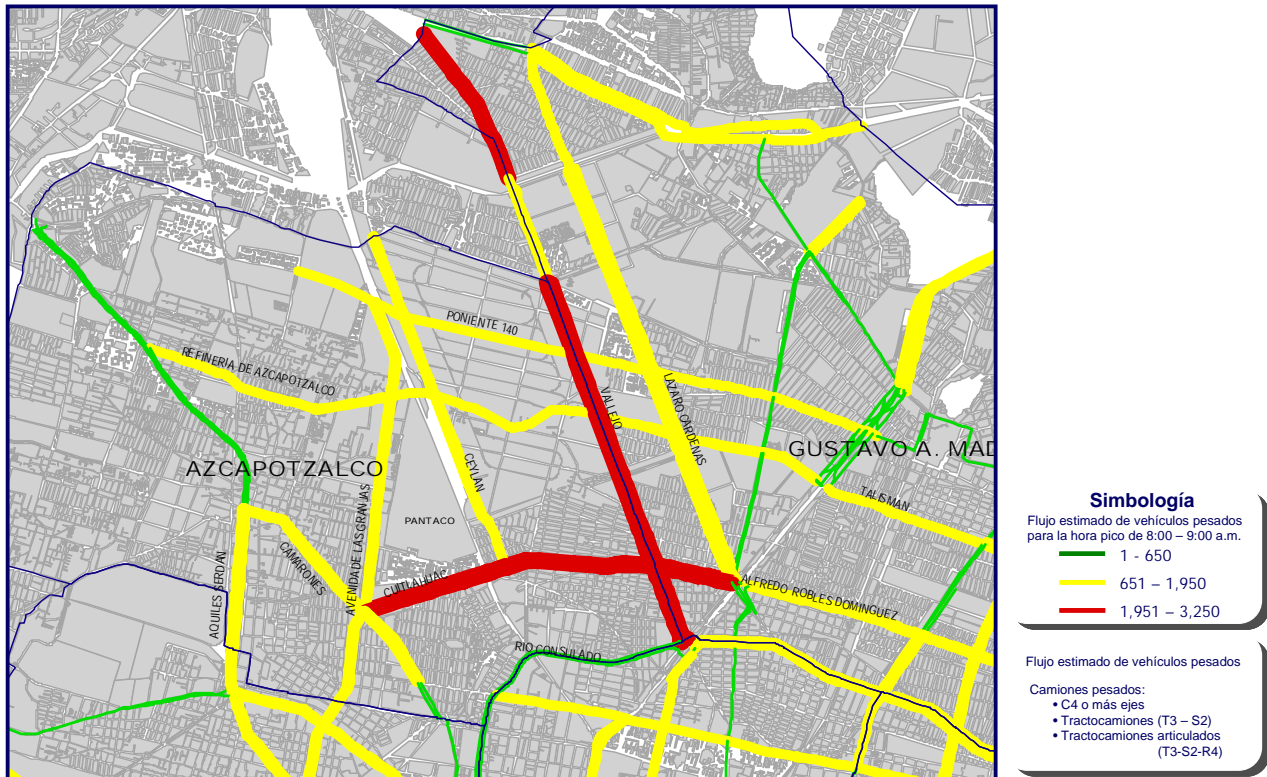 PONIENTE 140
REFINERIA DE AZCAPOTZALCO
VALLEJO
LAZARO CARDENAS
GUSTAVO A. MAD
AZCAPOTZALCO
CEYLAN
TALISMAN
AVENIDA DE LAS GRANJAS
PANTACO
CAMARONES
CUITLAHUAC
AQUILES SERDAN
ALFREDO ROBLES DOMINGUEZ
RIO CONSULADO
Simbología
Flujo estimado de vehículos pesados
para la hora pico de 8:00 – 9:00 a.m.
1 - 650
651 – 1,950
1,951 – 3,250
Flujo estimado de vehículos pesados
Camiones pesados:
• C4 o más ejes
• Tractocamiones (T3 – S2)
• Tractocamiones articulados
(T3-S2-R4)